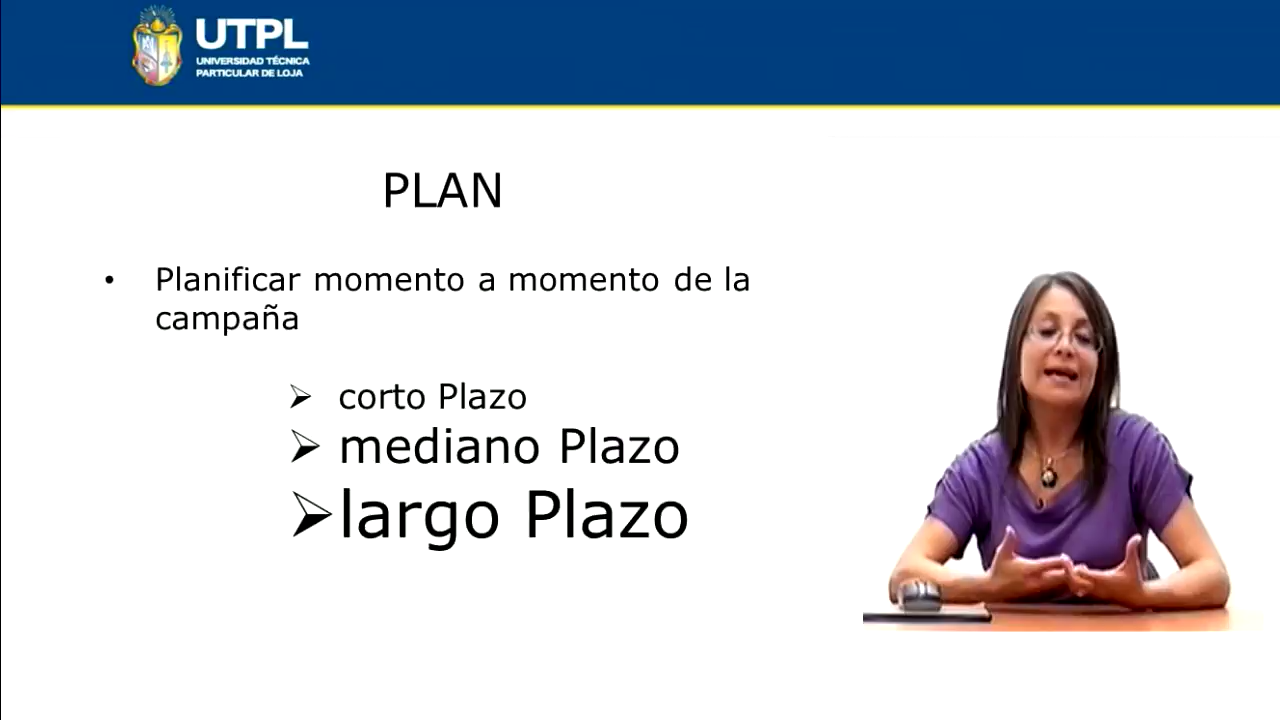 UTPL
UNIVERSIDAD TÉCNICA
PARTICULAR DE LOJA
PLAN
• Planificar momento a momento de la
campaña
➢ corto Plazo
➢ mediano Plazo
➢ largo Plazo